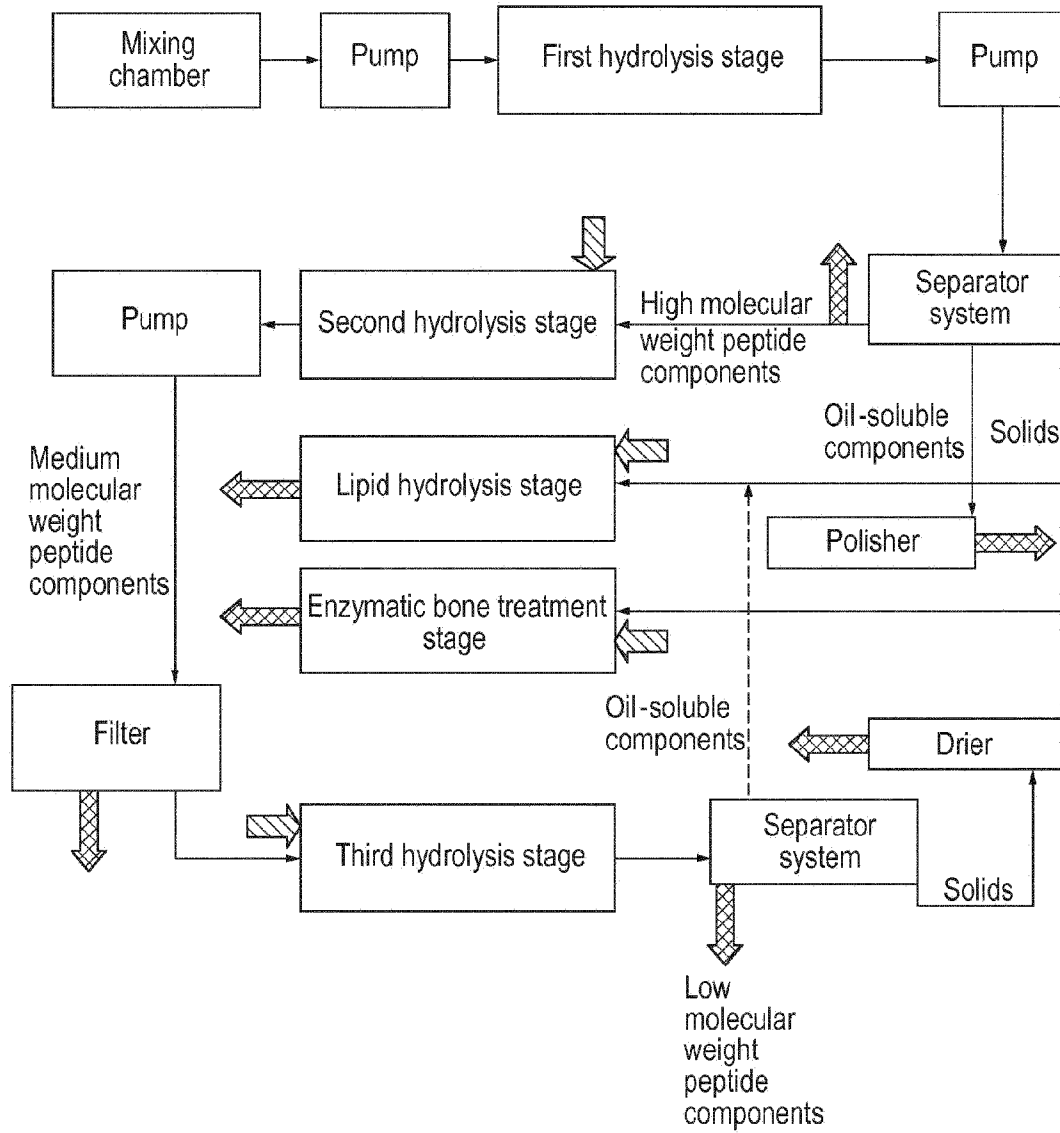 Mixing
chamber
Pump
First hydrolysis stage
Pump
Separator
system
High molecular
weight peptide
components
Second hydrolysis stage
Pump
Oil-soluble
components
Solids
Medium
molecular
weight
peptide
components
Lipid hydrolysis stage
Polisher
Enzymatic bone treatment
stage
Oil-soluble
components
Drier
Filter
Third hydrolysis stage
Separator
system
Solids
Low
molecular
weight
peptide
components